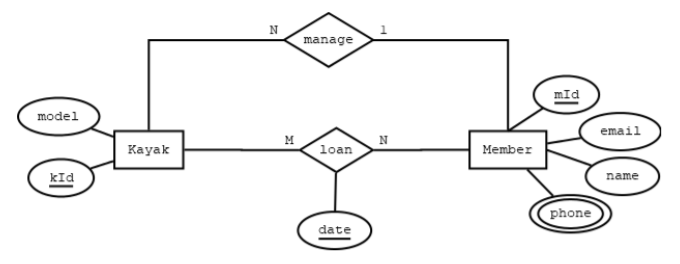 N
manage
1
model
mId
email
Kayak
M
loan
N
Member
kId
name
phone
date